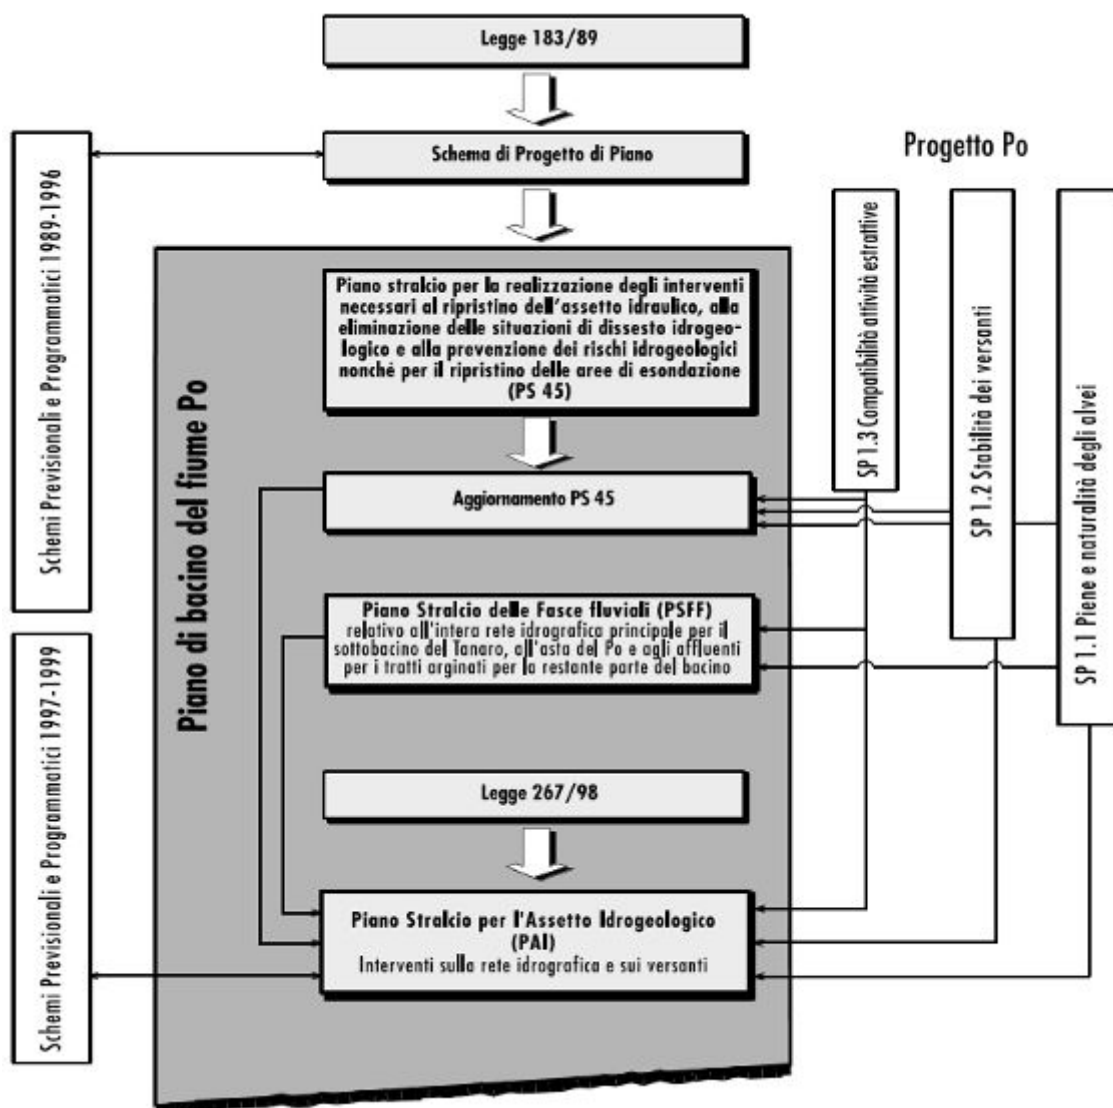 Legge 183/89
Schema di Progetto di Piano
Progetto Po
Schemi Previsionali e Programmatici 1989-1996
Schemi Previsionali e Programmatici 1997-1999
Piano di bacino del fiume Po
Piano stralcio per la realizzazione degli interventi
necessari al ripristino dell'assetto idraulico, alla
eliminazione delle situazioni di dissesto idrogeo-
logico e alla prevenzione dei rischi idrogeologici
nonché per il ripristino delle aree di esondazione
(PS 45)
Aggiornamento PS 45
Piano Stralcio delle Fasce fluviali (PSFF)
relativo all'intera rete idrografica principale per il
sottobacino del Tanaro, all'asta del Po e agli affluenti
per i tratti arginati per la restante parte del bacino
Legge 267/98
Piano Stralcio per l'Assetto Idrogeologico
(PAI)
Interventi sulla rete idrografica e sui versanti
SP 1.3 Compatibilità attività estrattive
SP 1.2 Stabilità dei versanti
SP 1.1 Piene e naturalità degli alvei